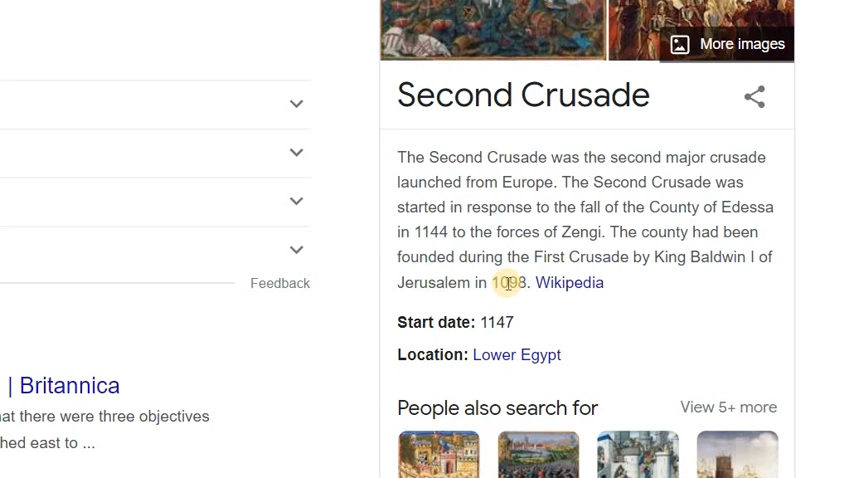 More images
Second Crusade
The Second Crusade was the second major crusade
launched from Europe. The Second Crusade was
started in response to the fall of the County of Edessa
in 1144 to the forces of Zengi. The county had been
founded during the First Crusade by King Baldwin I of
Jerusalem in 1098. Wikipedia
Start date: 1147
Location: Lower Egypt
People also search for
View 5+ more
Feedback
| Britannica
at there were three objectives
hed east to ...